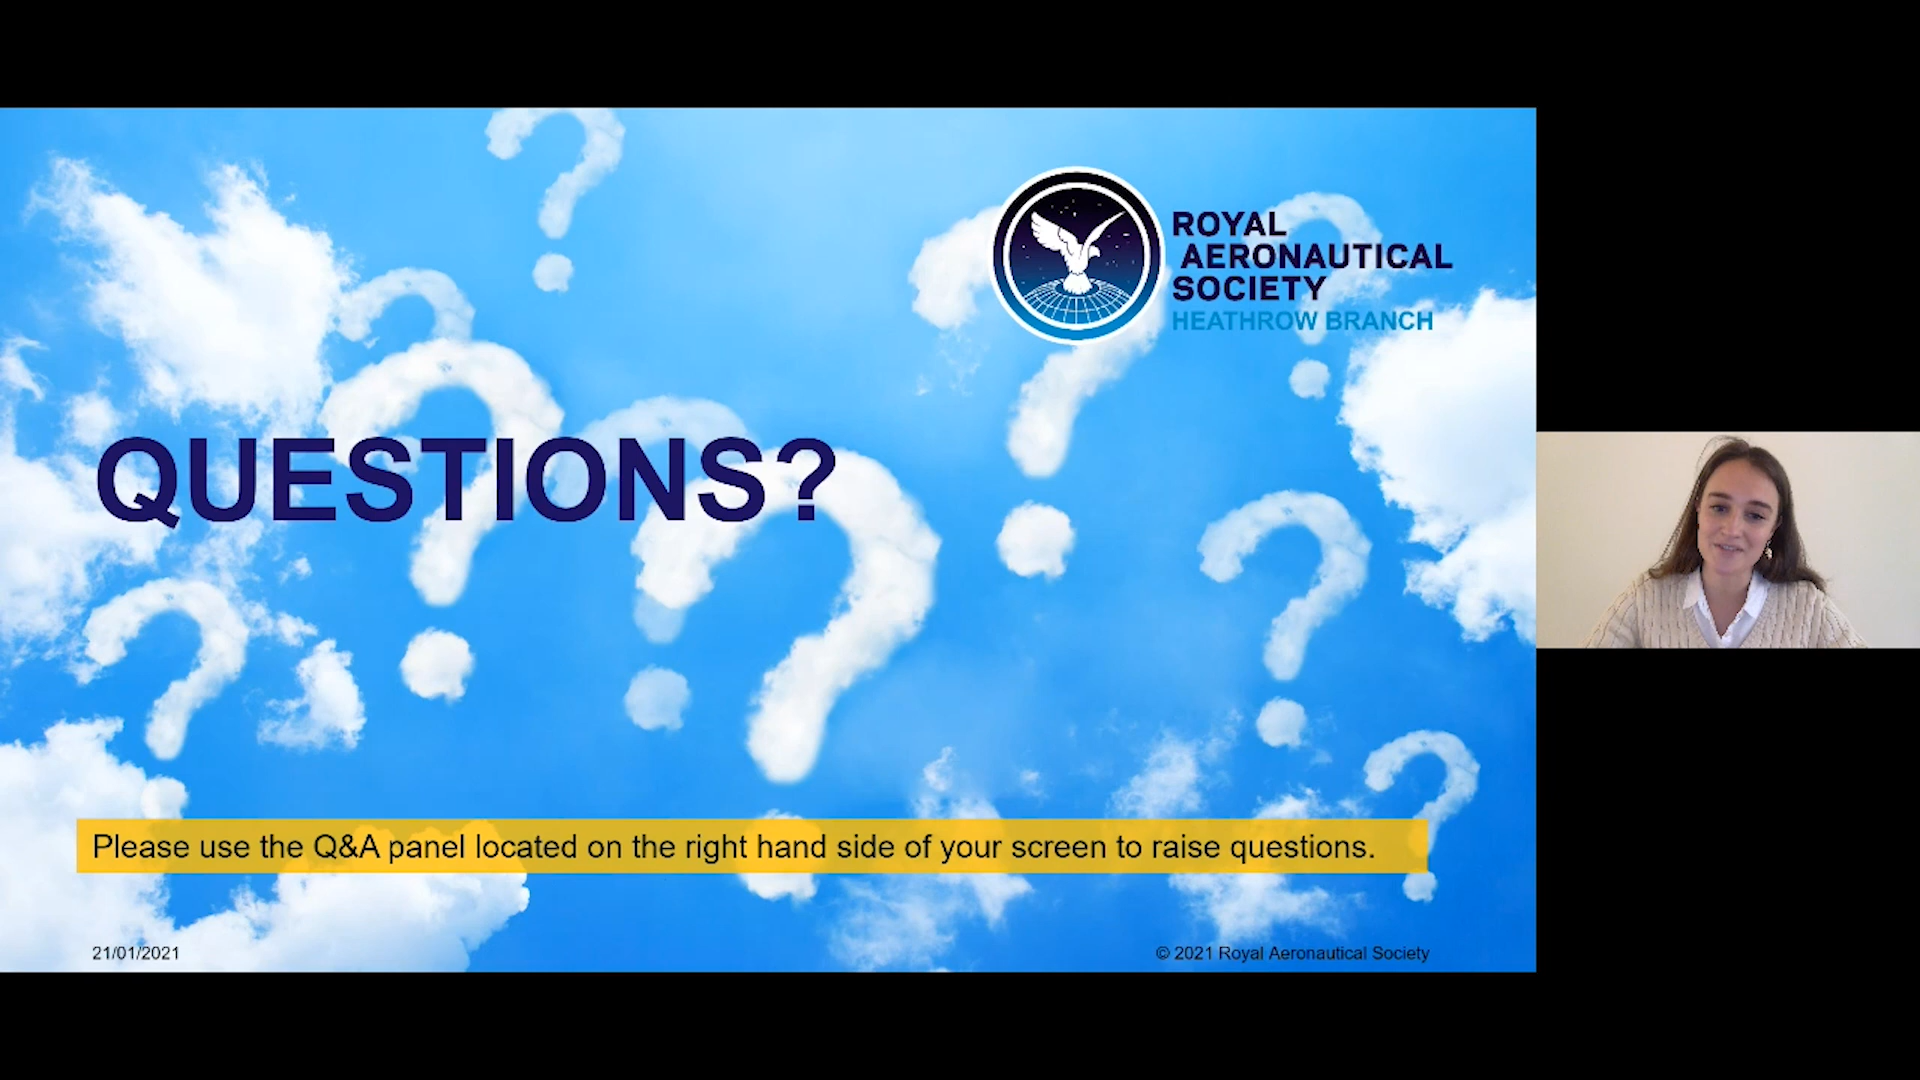 ROYAL
AERONAUTICAL
SOCIETY
HEATHROW BRANCH
QUESTIONS?
Please use the Q&A panel located on the right hand side of your screen to raise questions.
21/01/2021
© 2021 Royal Aeronautical Society